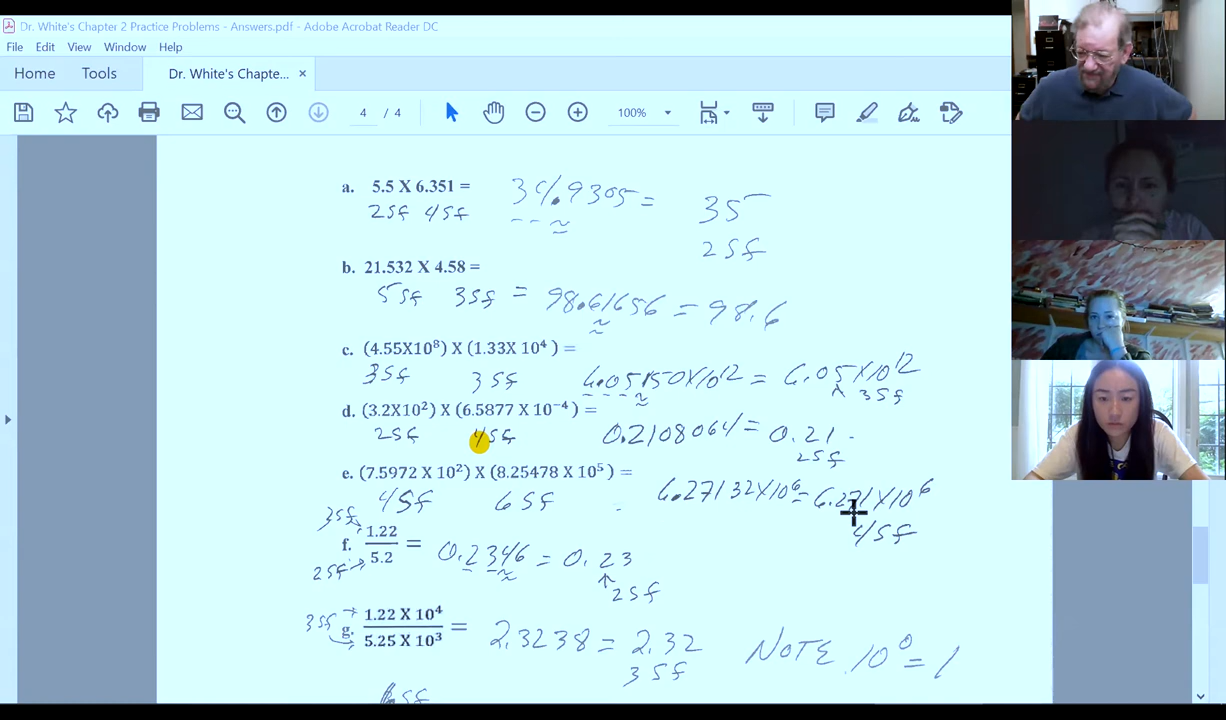 Dr. White's Chapter 2 Practice Problems - Answers.pdf - Adobe Acrobat Reader DC
File Edit View Window Help
Home Tools Dr. White's Chapte... ×
4 / 4 100%
a. 5.5 X 6.351 = 34.9305 = 35
2sf 4sf 2sf
b. 21.532 X 4.58 =
5sf 3sf = 98.61656 = 98.6
c. (4.55X10⁸) X (1.33X 10⁴ ) =
3sf 3sf 6.05150X10¹² = 6.05X10¹²
3sf
d. (3.2X10²) X (6.5877 X 10⁻⁴ ) =
2sf 4sf 0.2108064 = 0.21
2sf
e. (7.5972 X 10²) X (8.25478 X 10⁵) =
4sf 6sf 6.27132X10⁶ = 6.271X10⁶
4sf
3sf
f. 1.22 / 5.2 = 0.2346 = 0.23
2sf 2sf
3sf g. 1.22 X 10⁴ / 5.25 X 10³ = 2.3238 = 2.32 NOTE 10⁰ = 1
3sf